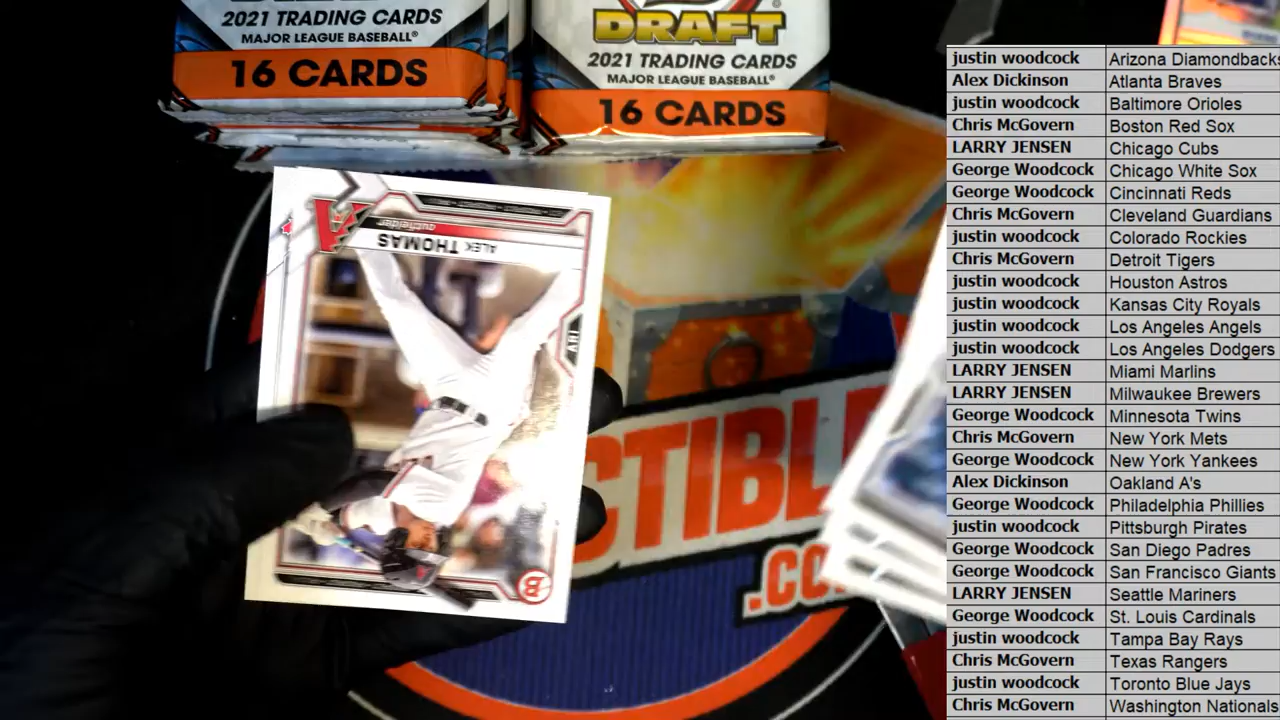 2021 TRADING CARDS
MAJOR LEAGUE BASEBALL®
16 CARDS
DRAFT
2021 TRADING CARDS
MAJOR LEAGUE BASEBALL®
16 CARDS
ALEK THOMAS
outfielder
ARI
B
CTIBLE
.CO
justin woodcock Arizona Diamondbacks
Alex Dickinson Atlanta Braves
justin woodcock Baltimore Orioles
Chris McGovern Boston Red Sox
LARRY JENSEN Chicago Cubs
George Woodcock Chicago White Sox
George Woodcock Cincinnati Reds
Chris McGovern Cleveland Guardians
justin woodcock Colorado Rockies
Chris McGovern Detroit Tigers
justin woodcock Houston Astros
justin woodcock Kansas City Royals
justin woodcock Los Angeles Angels
justin woodcock Los Angeles Dodgers
LARRY JENSEN Miami Marlins
LARRY JENSEN Milwaukee Brewers
George Woodcock Minnesota Twins
Chris McGovern New York Mets
George Woodcock New York Yankees
Alex Dickinson Oakland A's
George Woodcock Philadelphia Phillies
justin woodcock Pittsburgh Pirates
George Woodcock San Diego Padres
George Woodcock San Francisco Giants
LARRY JENSEN Seattle Mariners
George Woodcock St. Louis Cardinals
justin woodcock Tampa Bay Rays
Chris McGovern Texas Rangers
justin woodcock Toronto Blue Jays
Chris McGovern Washington Nationals